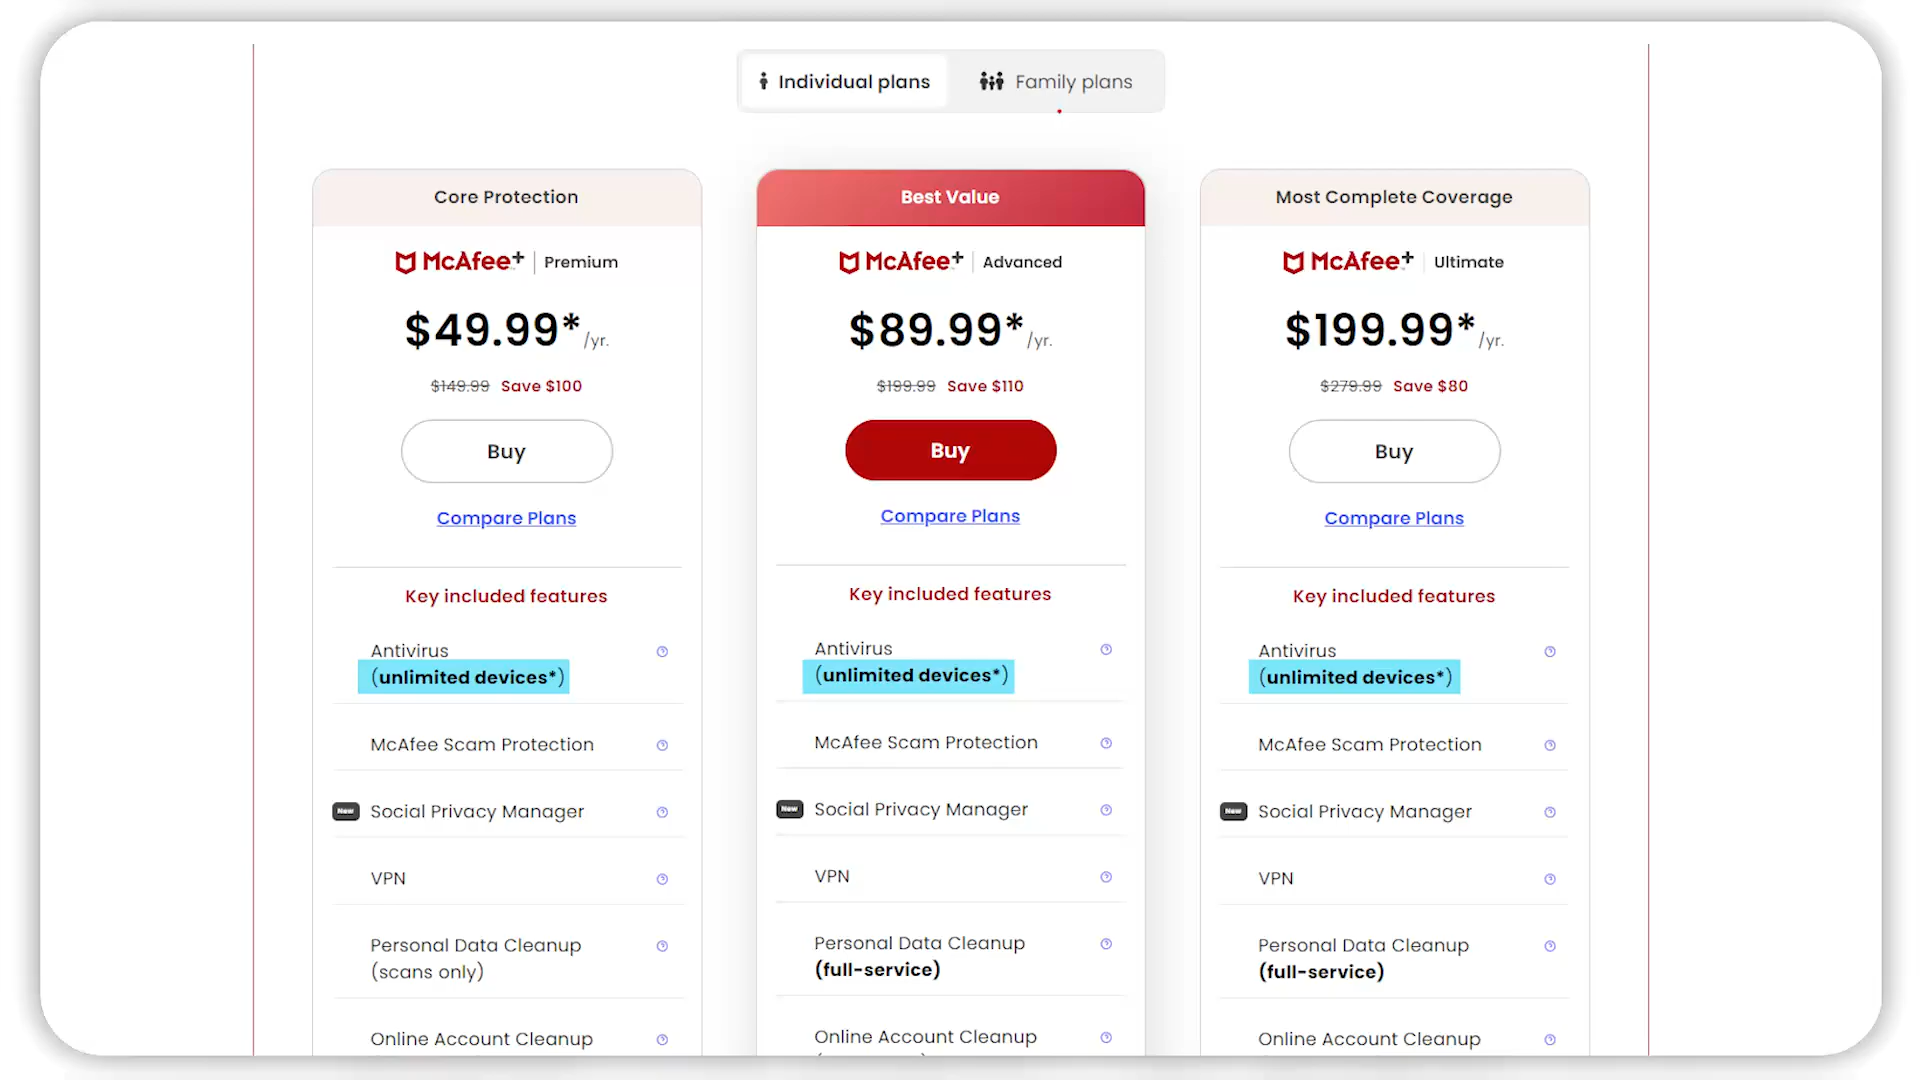 Individual plans
Family plans
Core Protection
McAfee+ | Premium
$49.99*/yr.
$149.99 Save $100
Buy
Compare Plans
Key included features
Antivirus
(unlimited devices*)
McAfee Scam Protection
New Social Privacy Manager
VPN
Personal Data Cleanup
(scans only)
Online Account Cleanup
Best Value
McAfee+ | Advanced
$89.99*/yr.
$199.99 Save $110
Buy
Compare Plans
Key included features
Antivirus
(unlimited devices*)
McAfee Scam Protection
New Social Privacy Manager
VPN
Personal Data Cleanup
(full-service)
Online Account Cleanup
Most Complete Coverage
McAfee+ | Ultimate
$199.99*/yr.
$279.99 Save $80
Buy
Compare Plans
Key included features
Antivirus
(unlimited devices*)
McAfee Scam Protection
New Social Privacy Manager
VPN
Personal Data Cleanup
(full-service)
Online Account Cleanup